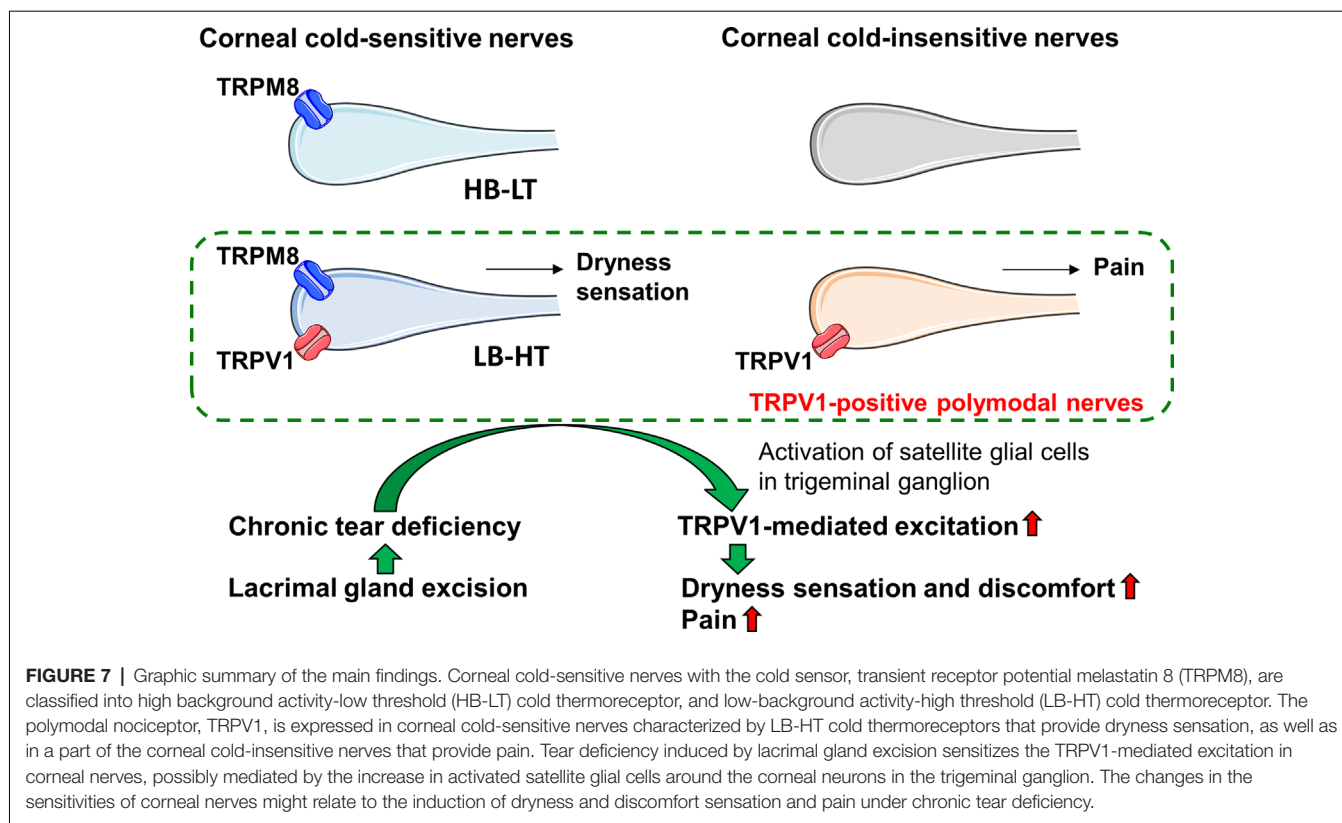 Corneal cold-sensitive nerves
Corneal cold-insensitive nerves
TRPM8
HB-LT
TRPM8
TRPV1
LB-HT
Dryness
sensation
TRPV1
Pain
TRPV1-positive polymodal nerves
Activation of satellite glial cells
in trigeminal ganglion
Chronic tear deficiency
Lacrimal gland excision
TRPV1-mediated excitation
Dryness sensation and discomfort
Pain
FIGURE 7 | Graphic summary of the main findings. Corneal cold-sensitive nerves with the cold sensor, transient receptor potential melastatin 8 (TRPM8), are
classified into high background activity-low threshold (HB-LT) cold thermoreceptor, and low-background activity-high threshold (LB-HT) cold thermoreceptor. The
polymodal nociceptor, TRPV1, is expressed in corneal cold-sensitive nerves characterized by LB-HT cold thermoreceptors that provide dryness sensation, as well as
in a part of the corneal cold-insensitive nerves that provide pain. Tear deficiency induced by lacrimal gland excision sensitizes the TRPV1-mediated excitation in
corneal nerves, possibly mediated by the increase in activated satellite glial cells around the corneal neurons in the trigeminal ganglion. The changes in the
sensitivities of corneal nerves might relate to the induction of dryness and discomfort sensation and pain under chronic tear deficiency.